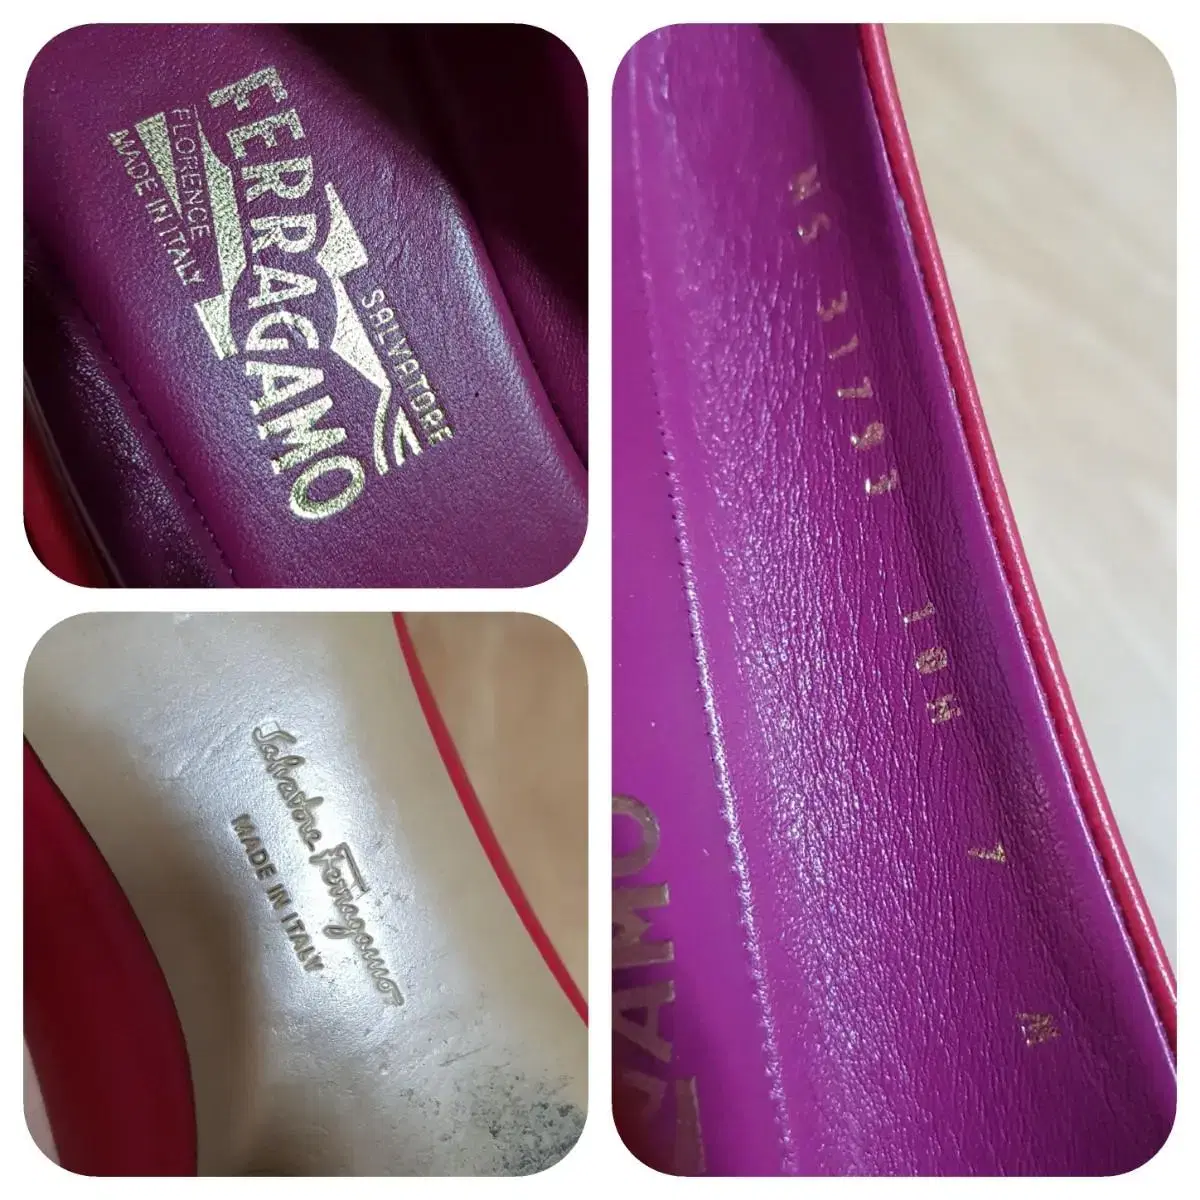 SALVATORE
FERRAGAMO
FLORENCE
MADE IN ITALY
Salvatore Ferragamo
MADE IN ITALY
NS 31793
7
GAMO